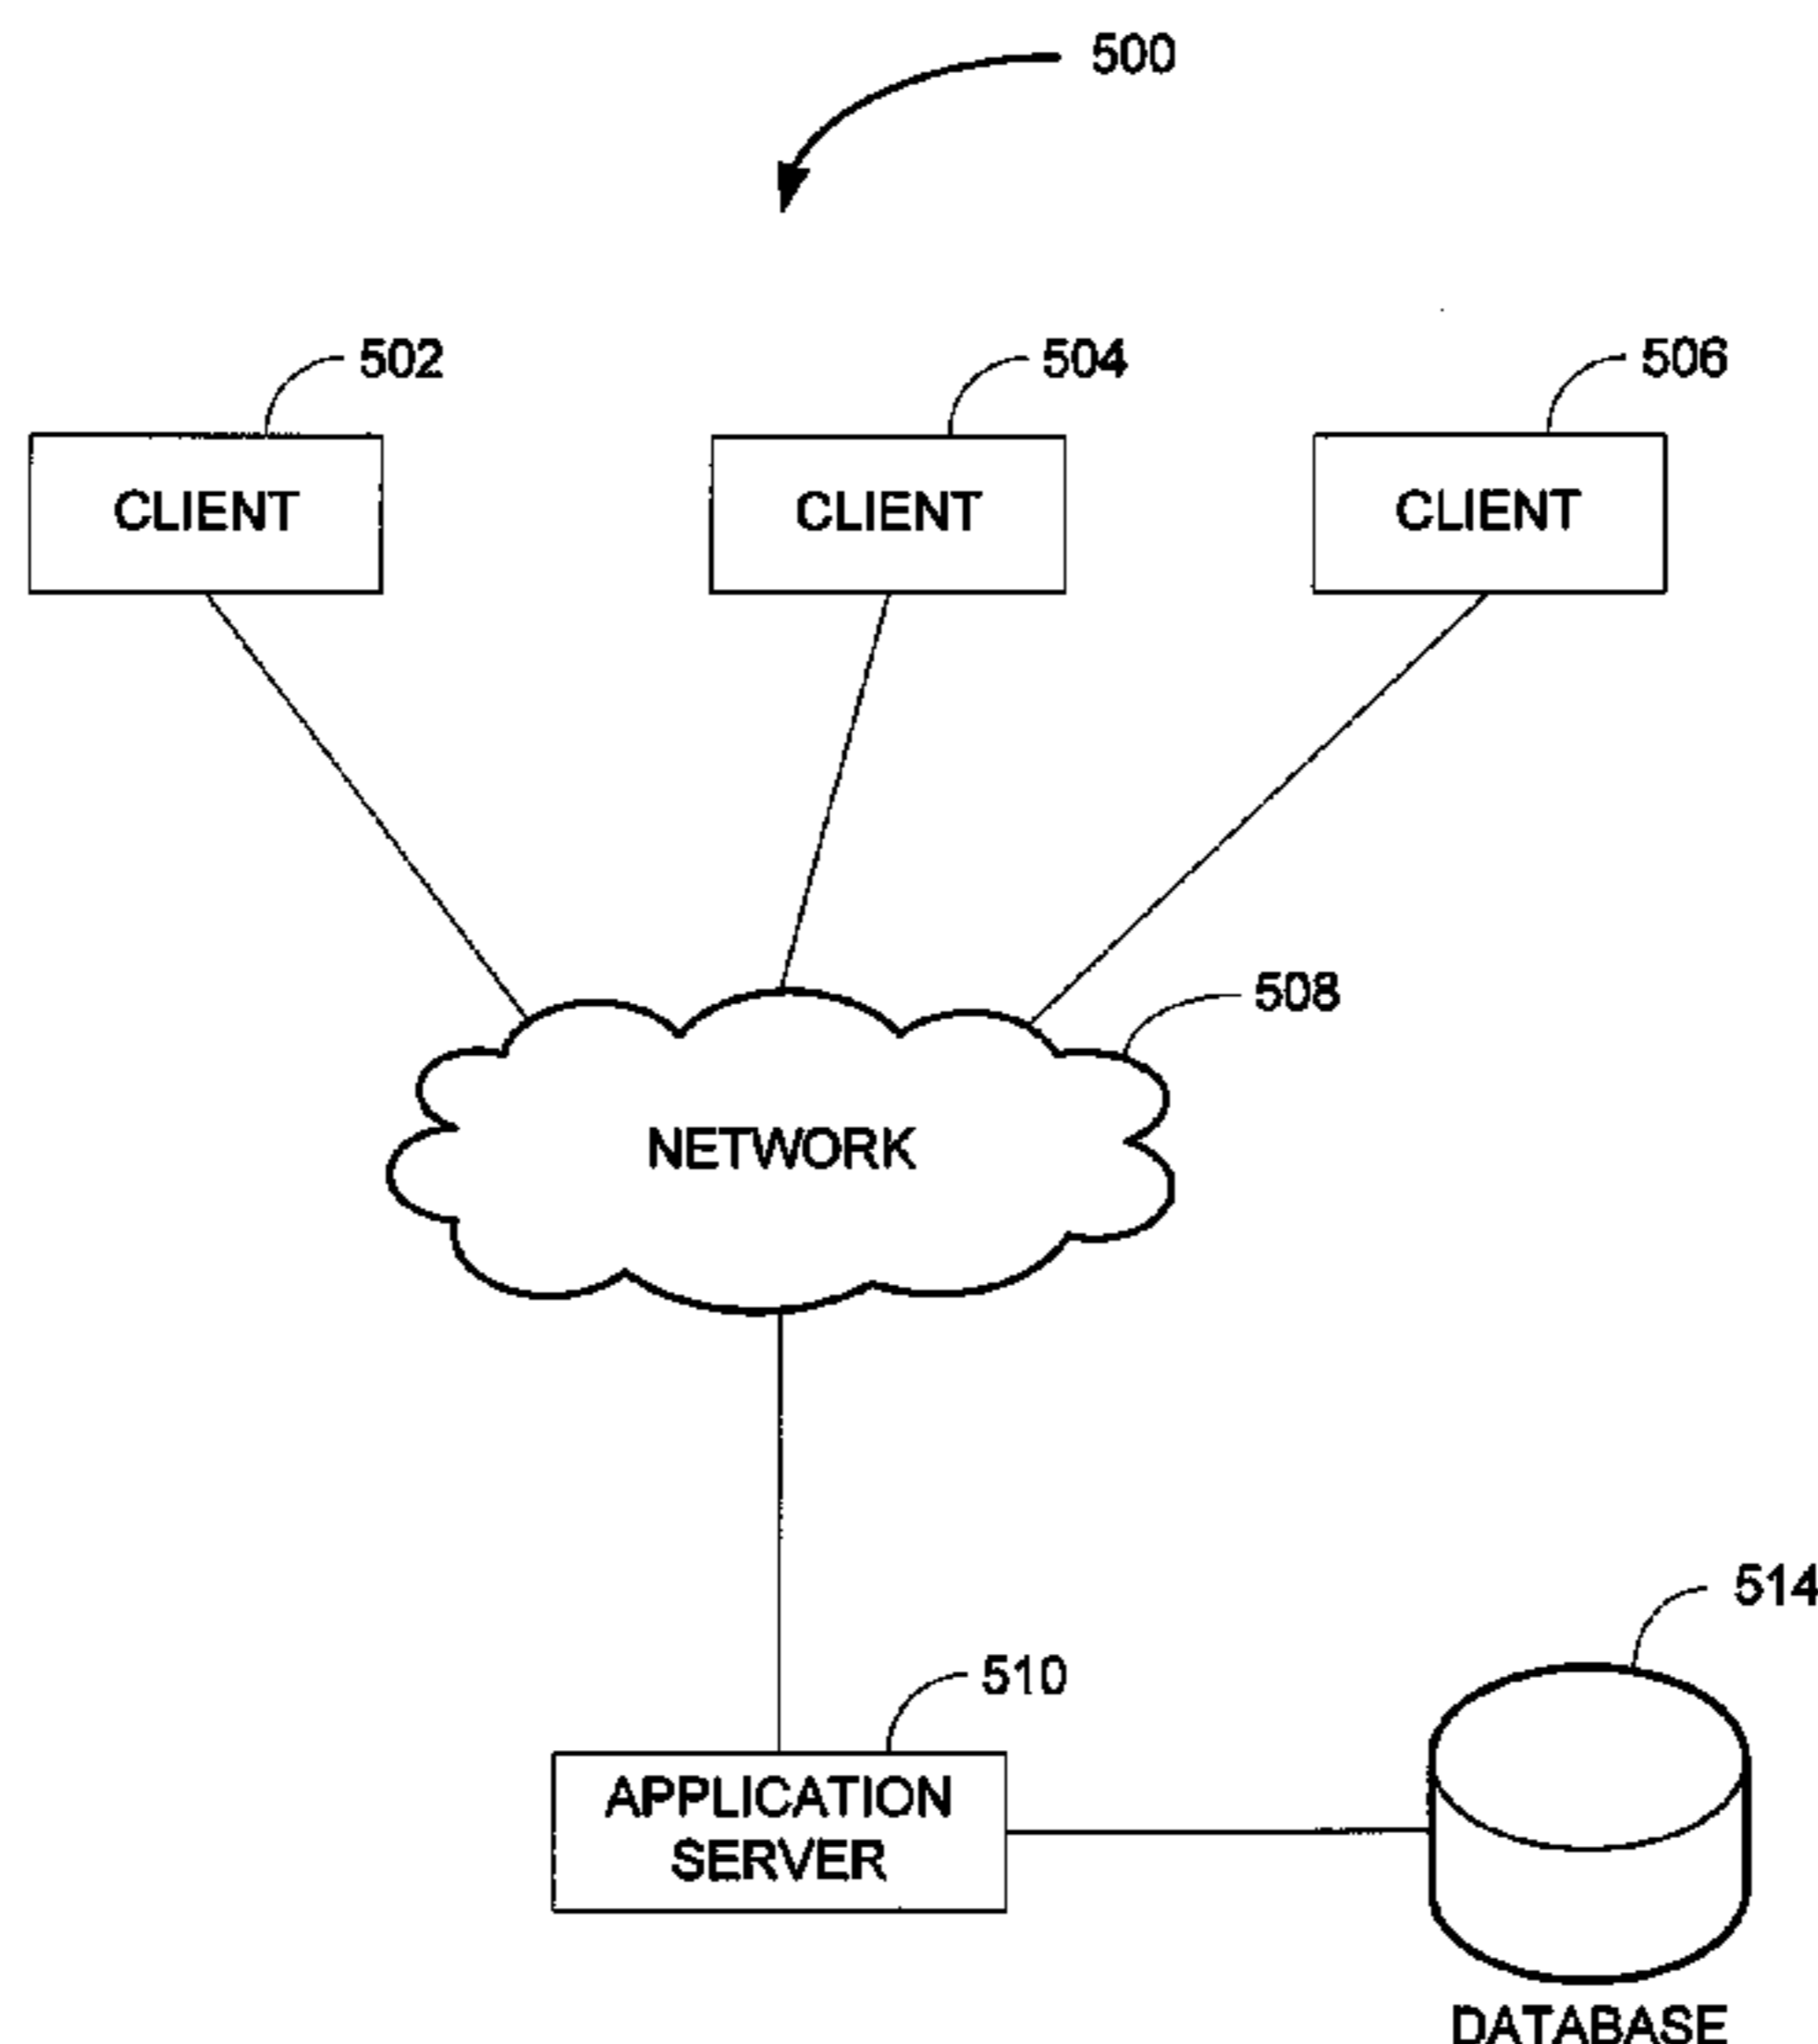 500
502
504
506
CLIENT
CLIENT
CLIENT
508
NETWORK
514
510
APPLICATION
SERVER
DATABASE